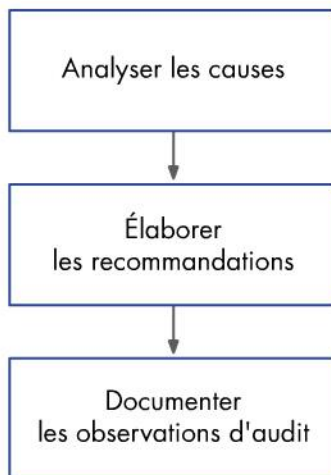 Analyser les causes
Élaborer
les recommandations
Documenter
les observations d'audit